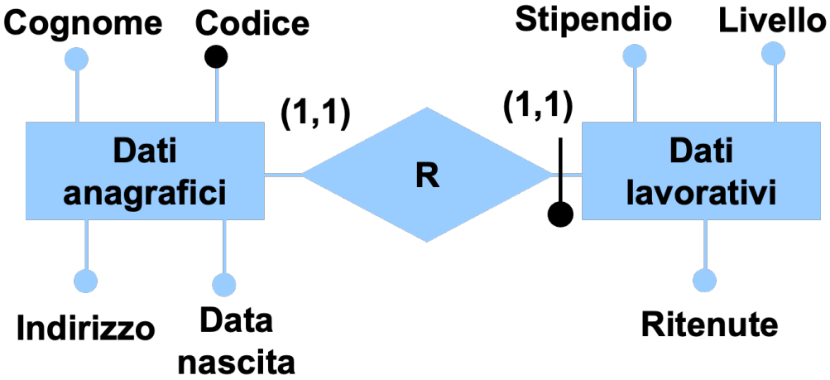 Cognome Codice Stipendio Livello
(1,1) (1,1)
Dati anagrafici
R
Dati lavorativi
Indirizzo
Data nascita
Ritenute